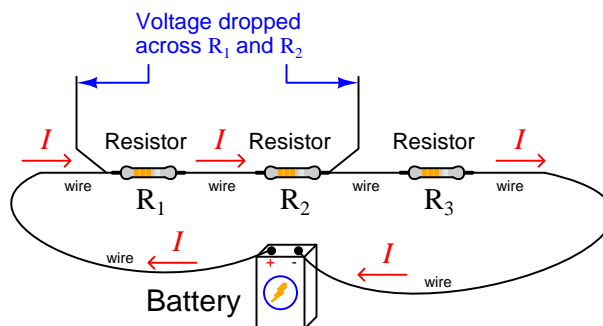 Voltage dropped
across R1 and R2
I
I
I
Resistor
Resistor
Resistor
wire
wire
wire
wire
R1
R2
R3
wire
I
+ -
I
wire
Battery